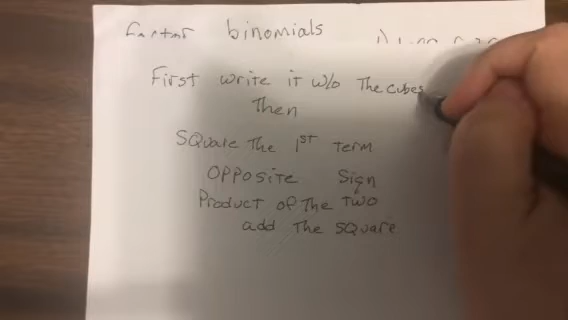 Factor binomials
First write it w/o The cubes
Then
SQuare The 1ST Term
OPPosite Sign
Product of The Two
add The SQuare